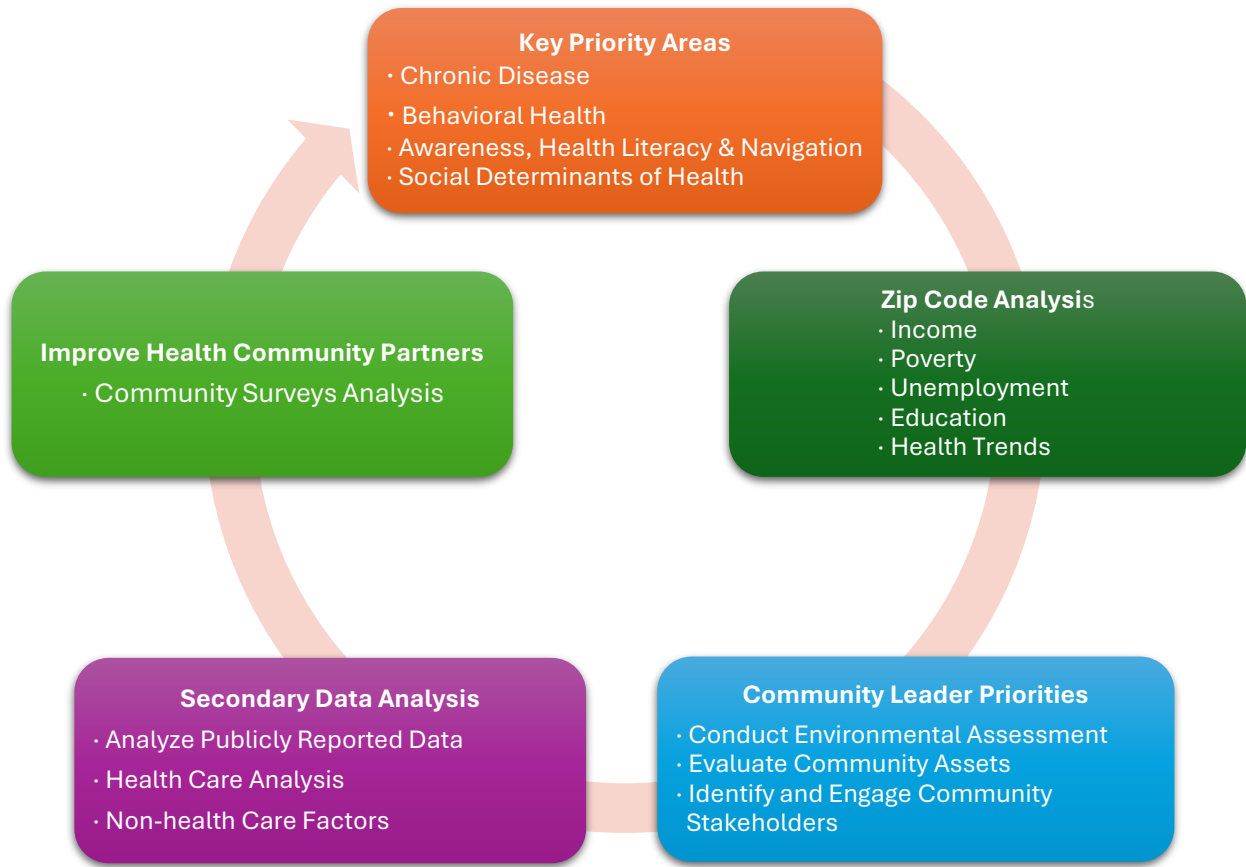 Key Priority Areas
· Chronic Disease
· Behavioral Health
· Awareness, Health Literacy & Navigation
· Social Determinants of Health
Zip Code Analysis
· Income
· Poverty
· Unemployment
· Education
· Health Trends
Community Leader Priorities
· Conduct Environmental Assessment
· Evaluate Community Assets
· Identify and Engage Community
Stakeholders
Secondary Data Analysis
· Analyze Publicly Reported Data
· Health Care Analysis
· Non-health Care Factors
Improve Health Community Partners
· Community Surveys Analysis